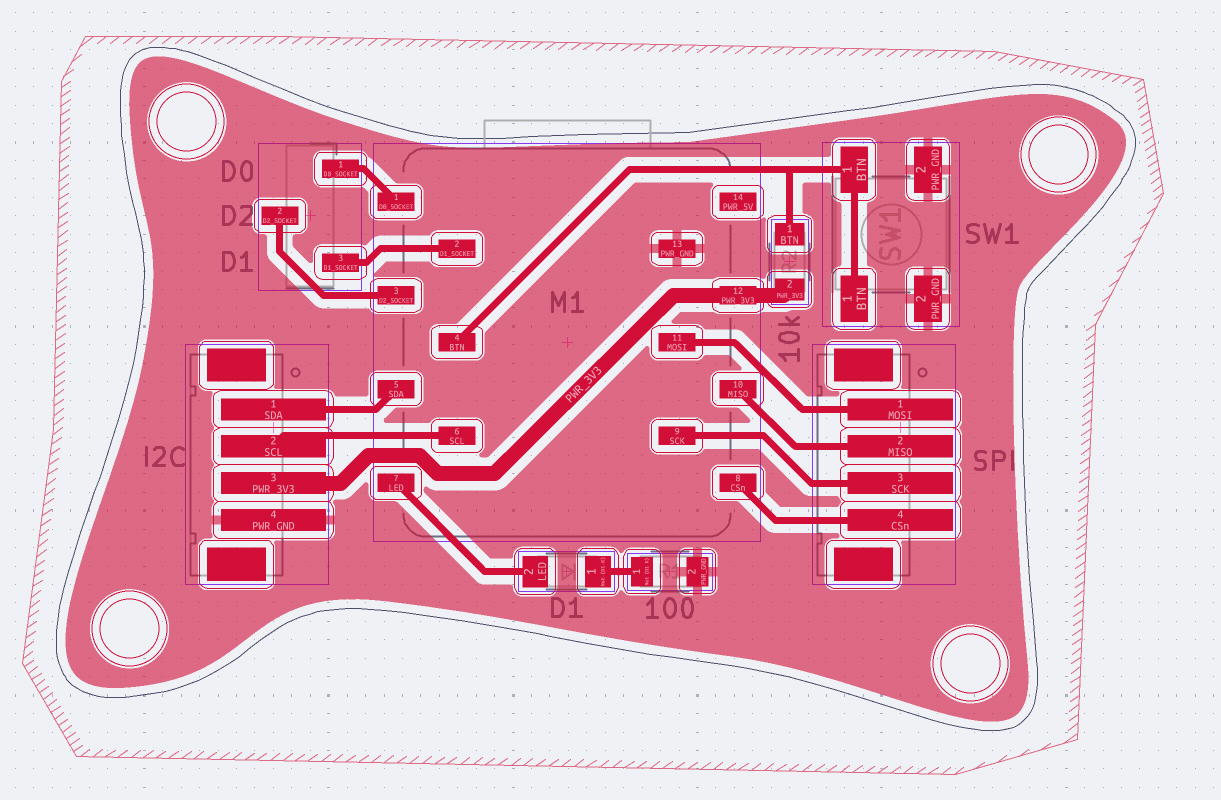 D0
1
D0_SOCKET
1
D0_SOCKET
D2
2
D2_SOCKET
D1
3
D1_SOCKET
2
D1_SOCKET
3
D2_SOCKET
4
BTN
5
SDA
6
SCL
7
LED
M1
PWR_3V3
14
PWR_5V
13
PWR_GND
12
PWR_3V3
11
MOSI
10
MISO
9
SCK
8
CSn
1
BTN
2
PWR_3V3
10k
1
BTN
2
PWR_GND
SW1
SW1
1
BTN
2
PWR_GND
I2C
1
SDA
2
SCL
3
PWR_3V3
4
PWR_GND
SPI
1
MOSI
2
MISO
3
SCK
4
CSn
2
LED
1
D1
1
2
PWR_GND
100